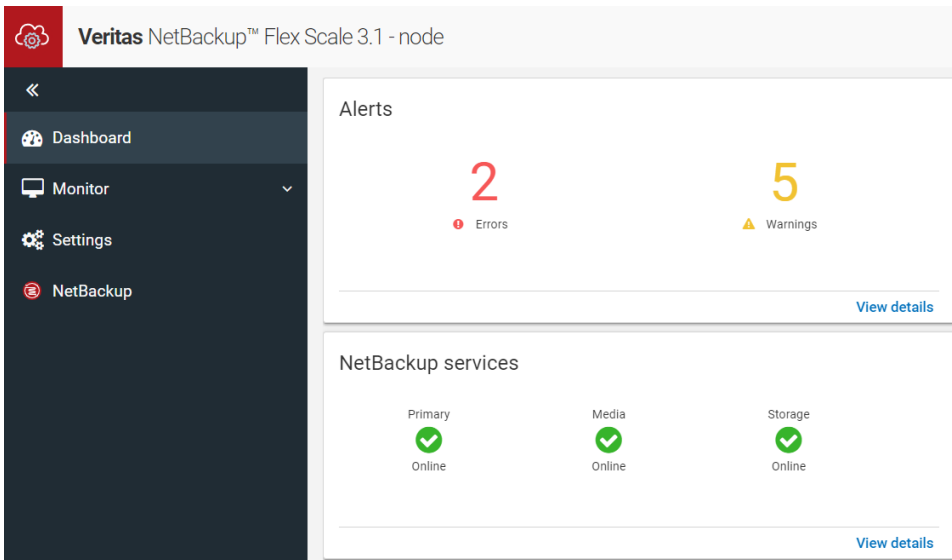 Veritas NetBackup™ Flex Scale 3.1 - node
Dashboard
Monitor
Settings
NetBackup
Alerts
2
5
Errors
Warnings
View details
NetBackup services
Primary
Media
Storage
Online
Online
Online
View details